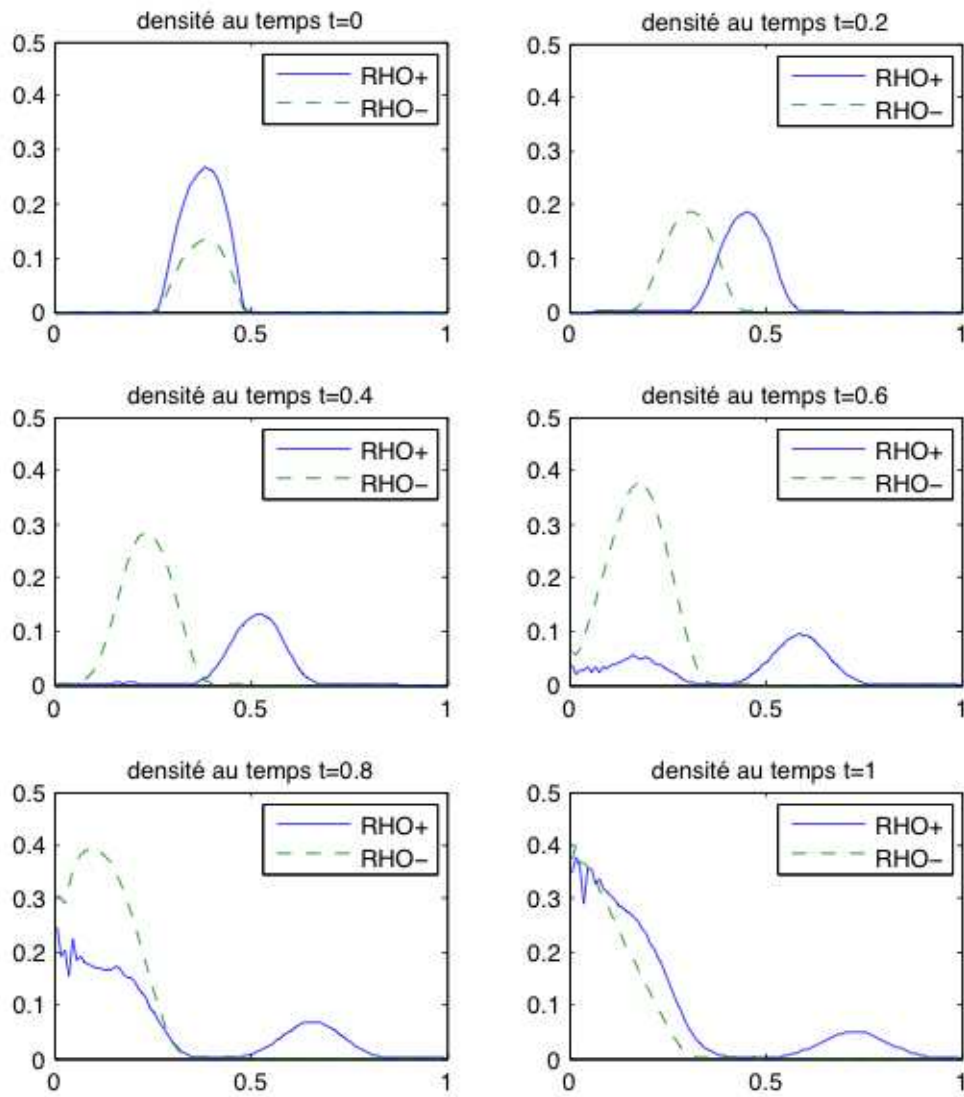 densité au temps t=0
0.5
0.4
0.3
0.2
0.1
0
RHO+
RHO−
0 0.5 1
densité au temps t=0.2
0.5
0.4
0.3
0.2
0.1
0
RHO+
RHO−
0 0.5 1
densité au temps t=0.4
0.5
0.4
0.3
0.2
0.1
0
RHO+
RHO−
0 0.5 1
densité au temps t=0.6
0.5
0.4
0.3
0.2
0.1
0
RHO+
RHO−
0 0.5 1
densité au temps t=0.8
0.5
0.4
0.3
0.2
0.1
0
RHO+
RHO−
0 0.5 1
densité au temps t=1
0.5
0.4
0.3
0.2
0.1
0
RHO+
RHO−
0 0.5 1